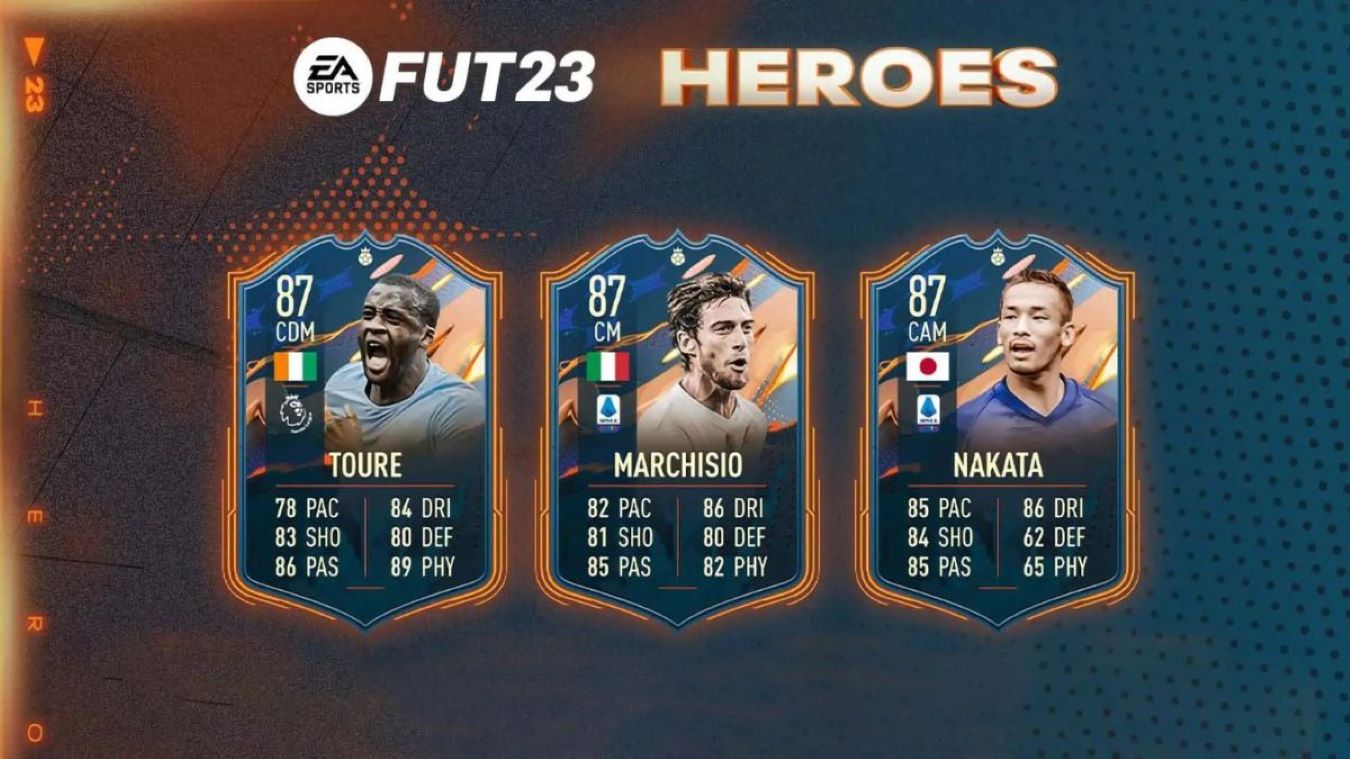 EA
SPORTS
FUT23
HEROES
23
HERO
87
CDM
TOURE
78 PAC
84 DRI
83 SHO
80 DEF
86 PAS
89 PHY
87
CM
MARCHISIO
82 PAC
86 DRI
81 SHO
80 DEF
85 PAS
82 PHY
87
CAM
NAKATA
85 PAC
86 DRI
84 SHO
62 DEF
85 PAS
65 PHY